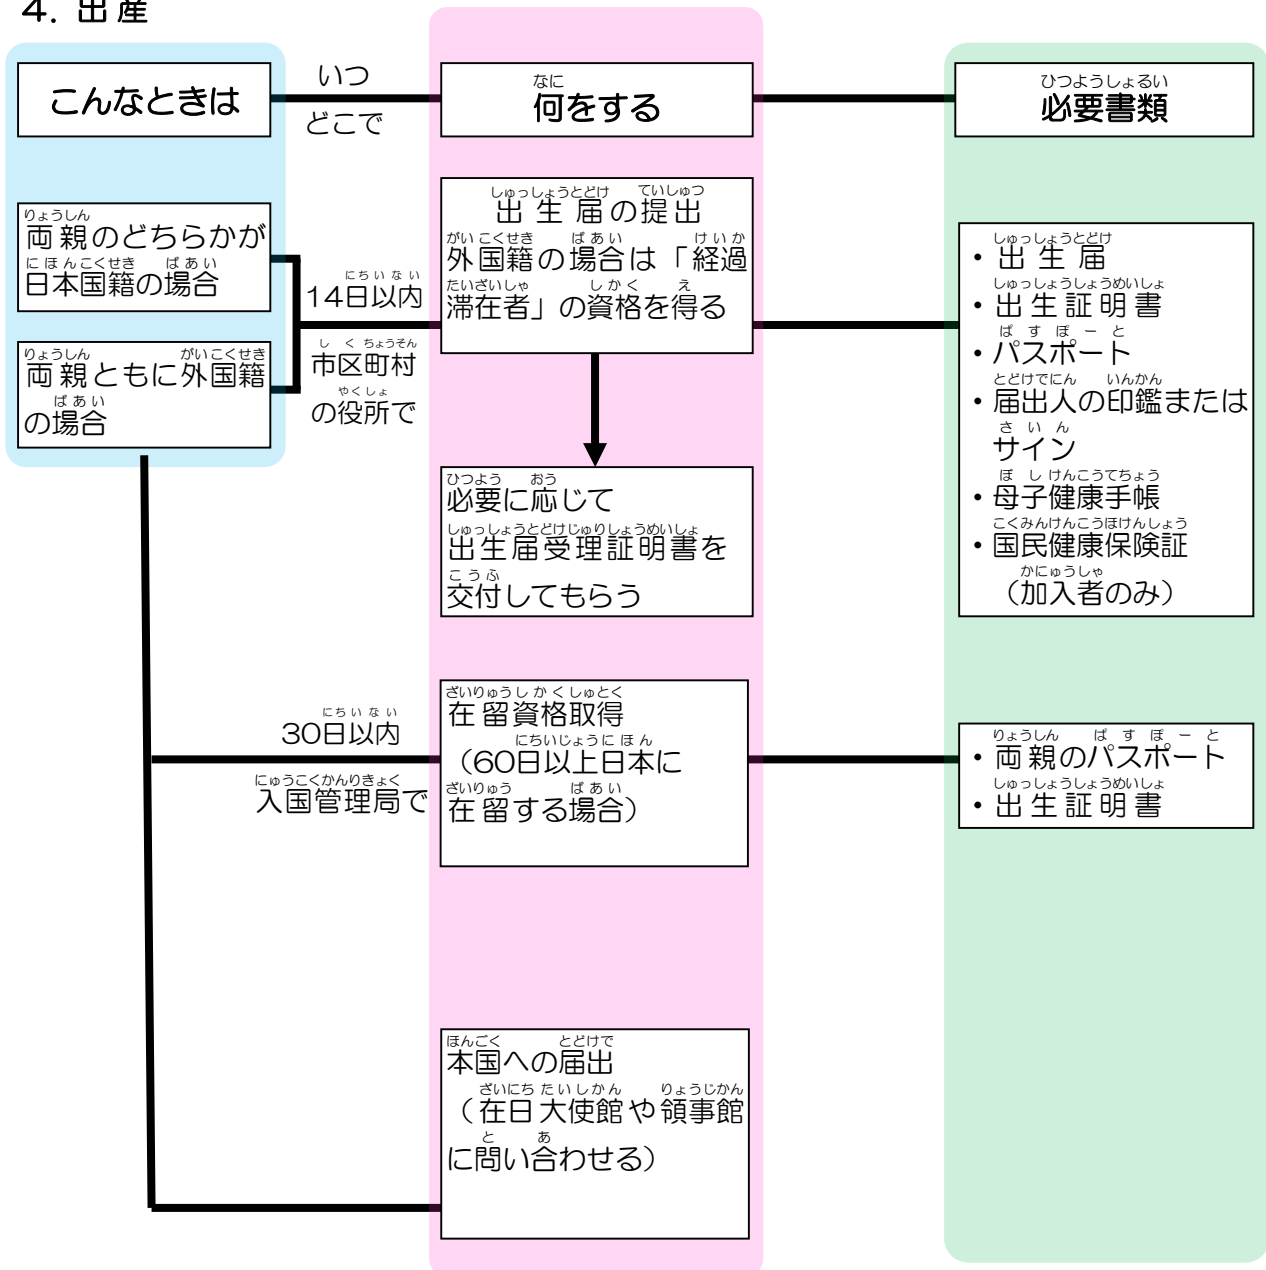 4. 出産
こんなときは
いつ
どこで
なに
何をする
ひつようしょるい
必要書類
りょうしん
両親のどちらかが
にほんこくせき ばあい
日本国籍の場合
りょうしん がいこくせき
両親ともに外国籍
ばあい
の場合
にちいない
14日以内
しくちょうそん
市区町村
やくしょ
の役所で
しゅっしょうとどけ ていしゅつ
出生届の提出
がいこくせき ばあい けいか
外国籍の場合は「経過
たいざいしゃ しかく え
滞在者」の資格を得る
ひつよう おう
必要に応じて
しゅっしょうとどけじゅりしょうめいしょ
出生届受理証明書を
こうふ
交付してもらう
しゅっしょうとどけ
・出生届
しゅっしょうしょうめいしょ
・出生証明書
ぱすぽーと
・パスポート
とどけでにん いんかん
・届出人の印鑑または
さいん
サイン
ぼしけんこうてちょう
・母子健康手帳
こくみんけんこうほけんしょう
・国民健康保険証
かにゅうしゃ
（加入者のみ）
にちいない
30日以内
にゅうこくかんりきょく
入国管理局で
ざいりゅうしかくしゅとく
在留資格取得
にちいじょうにほん
（60日以上日本に
ざいりゅう ばあい
在留する場合）
りょうしん ぱすぽーと
・両親のパスポート
しゅっしょうしょうめいしょ
・出生証明書
ほんごく とどけで
本国への届出
ざいにちたいしかん りょうじかん
（在日大使館や領事館
と あ
に問い合わせる）